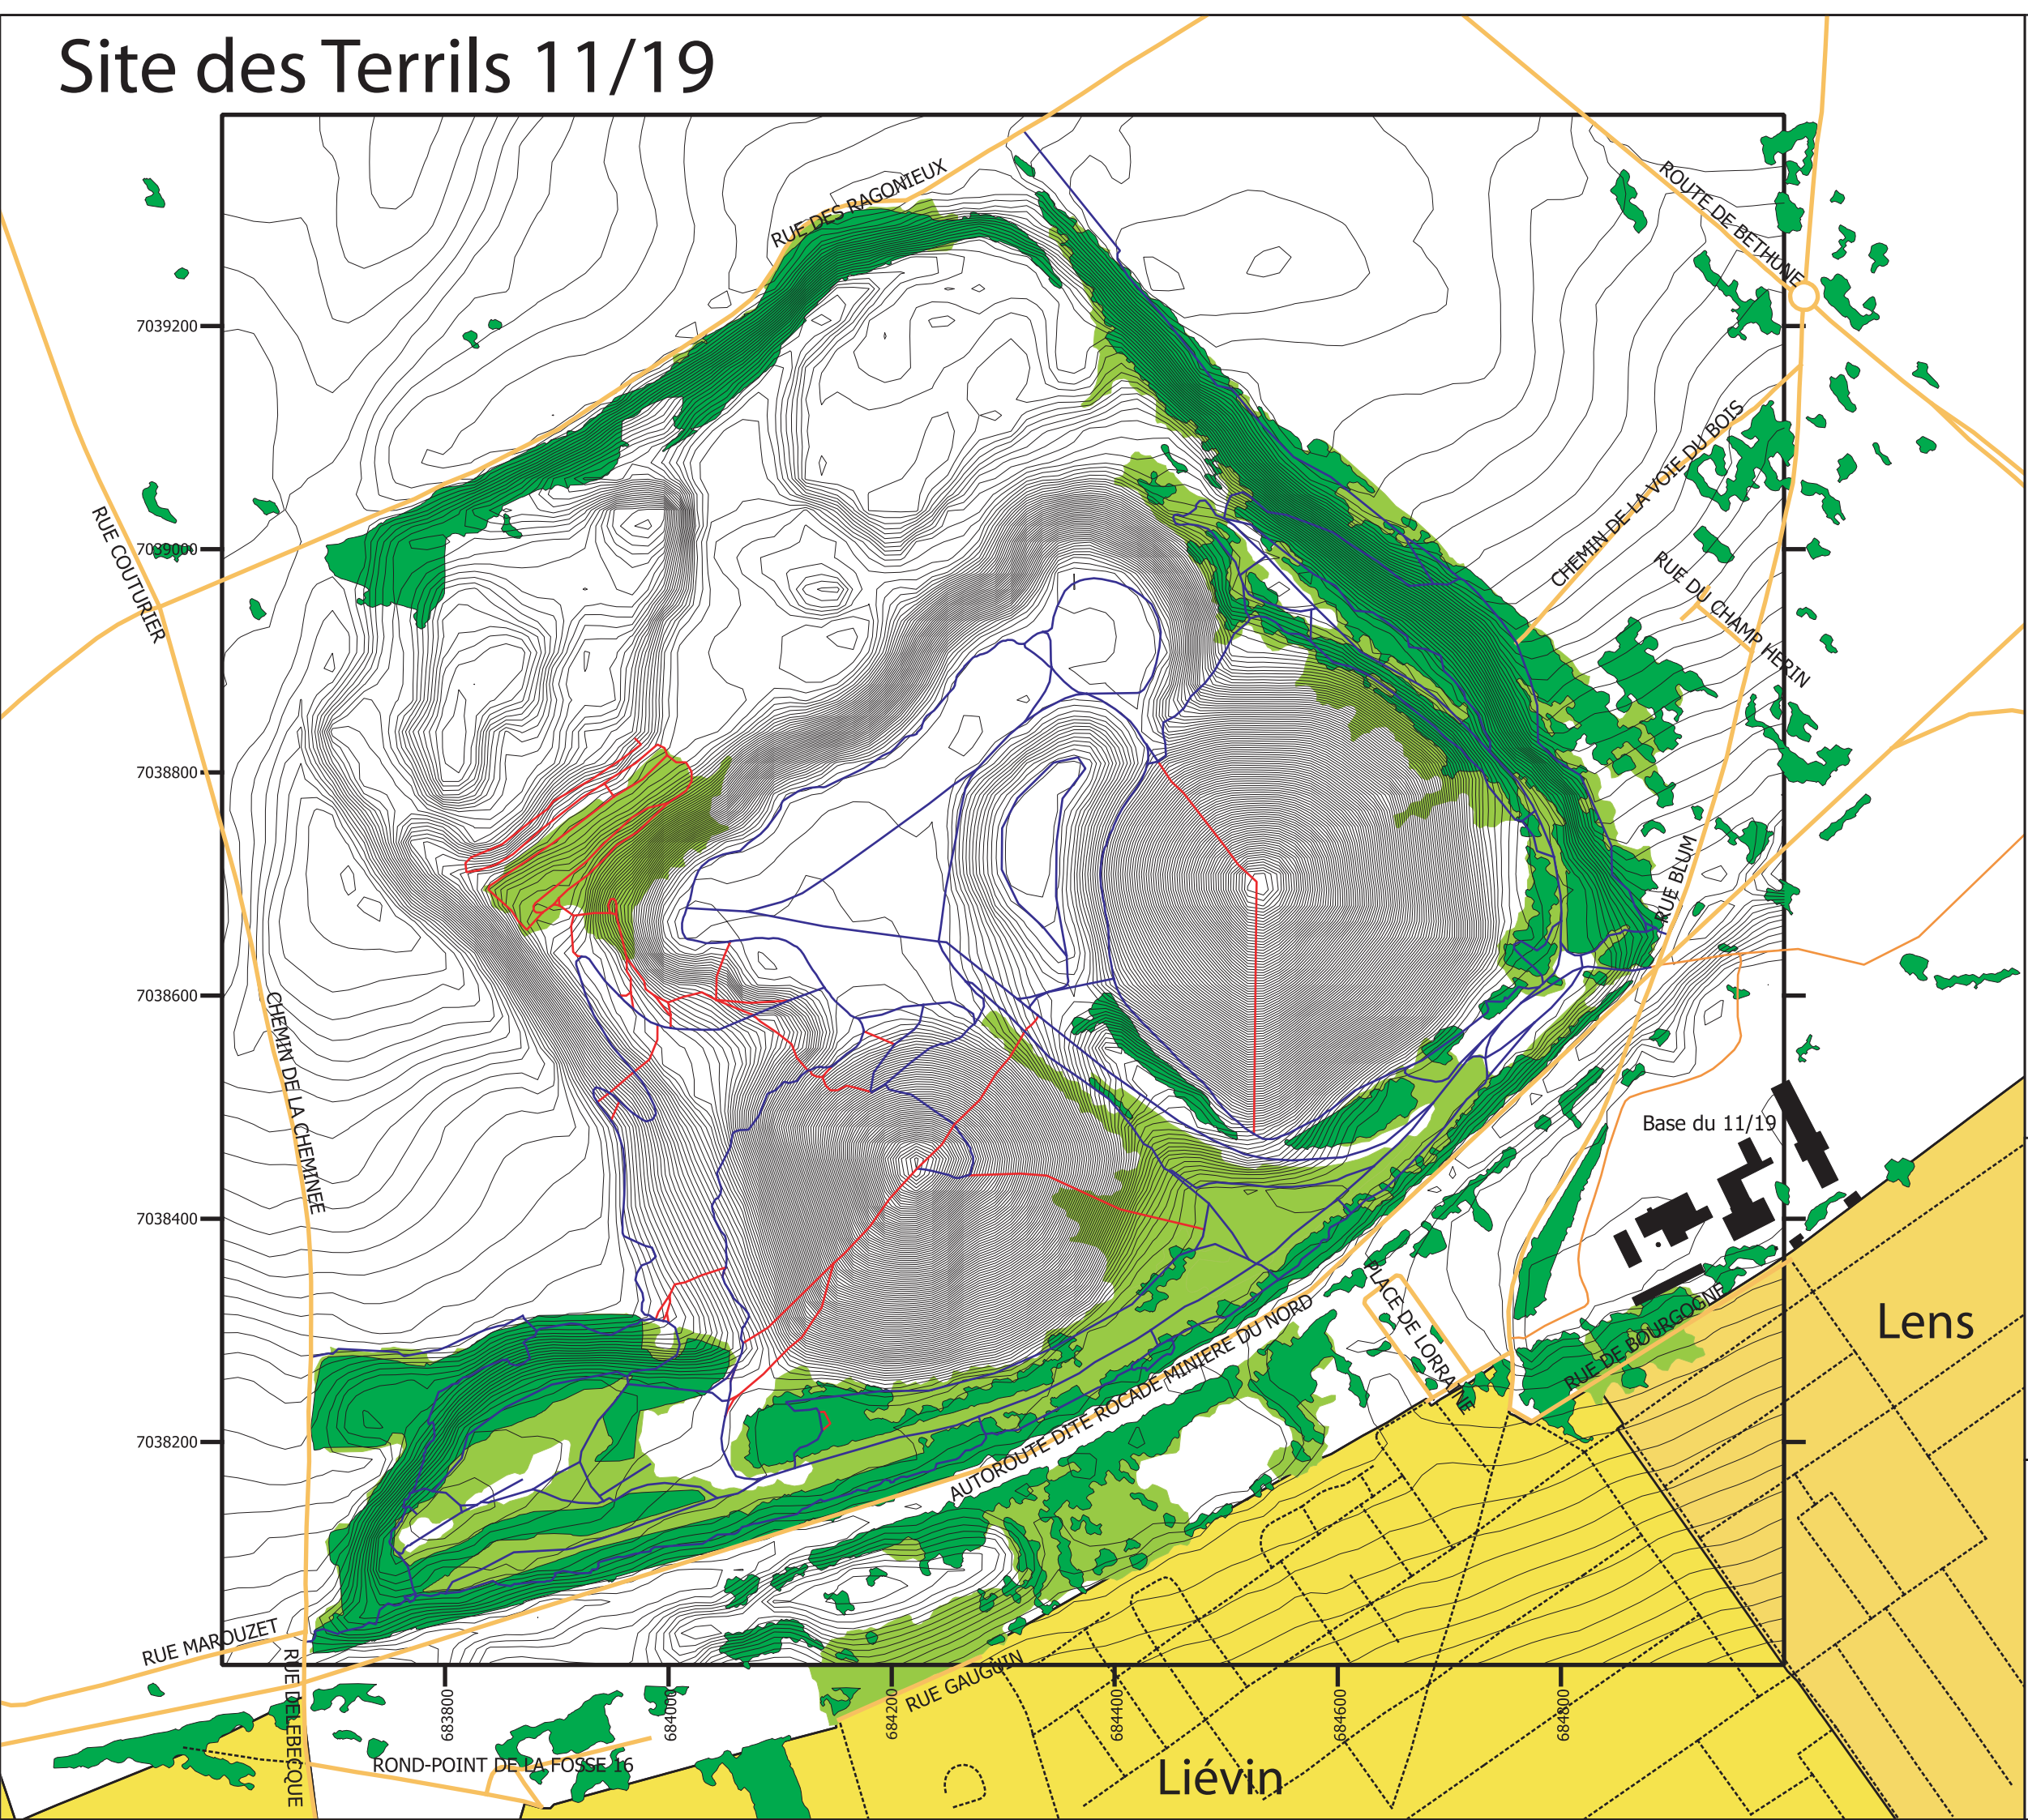 Site des Terrils 11/19
RUE DES RAGONIEUX
ROUTE DE BETHUNE
7039200
CHEMIN DE LA VOIE DU BOIS
RUE COUTURIER
7039000
RUE DU CHAMP HERIN
7038800
RUE BLUM
7038600
CHEMIN DE LA CHEMINEE
Base du 11/19
7038400
PLACE DE LORRAINE
AUTOROUTE DITE ROCADE MINIERE DU NORD
RUE DE BOURGOGNE
Lens
7038200
RUE MAROUZET
RUE DELEBECQUE
RUE GAUGUIN
683800
684000
684200
684400
684600
684800
ROND-POINT DE LA FOSSE 16
Liévin